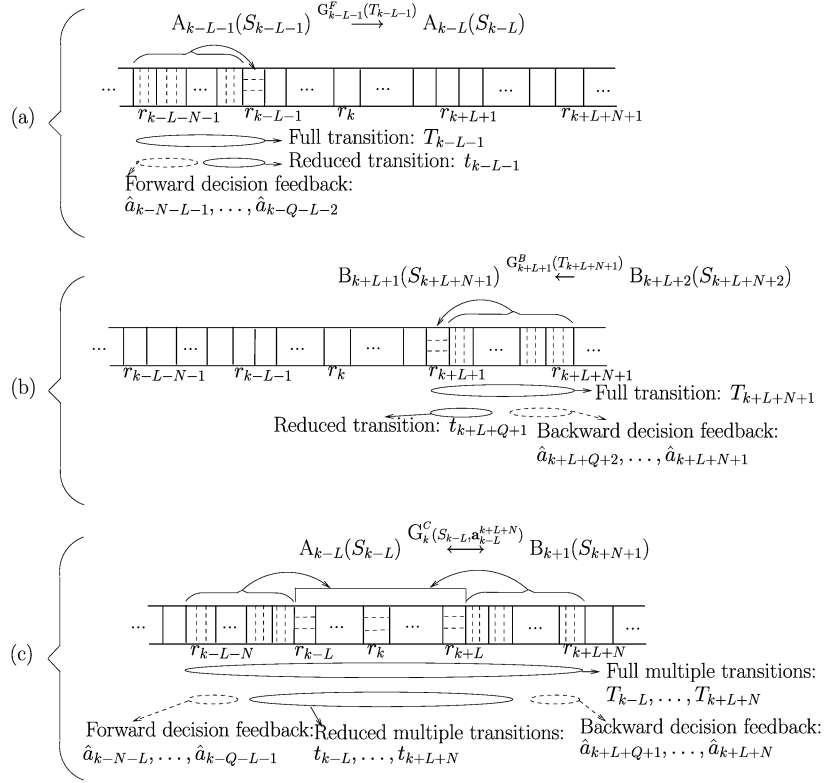 A_{k-L-1}(S_{k-L-1}) G^F_{k-L-1}(T_{k-L-1}) → A_{k-L}(S_{k-L})
... ... ... ... ...
(a)
r_{k-L-N-1} r_{k-L-1} r_k r_{k+L+1} r_{k+L+N+1}
Full transition: T_{k-L-1}
Reduced transition: t_{k-L-1}
Forward decision feedback:
â_{k-N-L-1}, ..., â_{k-Q-L-2}
B_{k+L+1}(S_{k+L+N+1}) G^B_{k+L+1}(T_{k+L+N+1}) ← B_{k+L+2}(S_{k+L+N+2})
... ... ... ... ... ...
(b)
r_{k-L-N-1} r_{k-L-1} r_k r_{k+L+1} r_{k+L+N+1}
Full transition: T_{k+L+N+1}
Reduced transition: t_{k+L+Q+1}
Backward decision feedback:
â_{k+L+Q+2}, ..., â_{k+L+N+1}
A_{k-L}(S_{k-L}) G^C_k(S_{k-L}, a^{k+L+N}_{k-L}) ↔ B_{k+1}(S_{k+N+1})
... ... ... ... ... ...
(c)
r_{k-L-N} r_{k-L} r_k r_{k+L} r_{k+L+N}
Full multiple transitions:
T_{k-L}, ..., T_{k+L+N}
Forward decision feedback:
â_{k-N-L}, ..., â_{k-Q-L-1}
Reduced multiple transitions:
t_{k-L}, ..., t_{k+L+N}
Backward decision feedback:
â_{k+L+Q+1}, ..., â_{k+L+N}